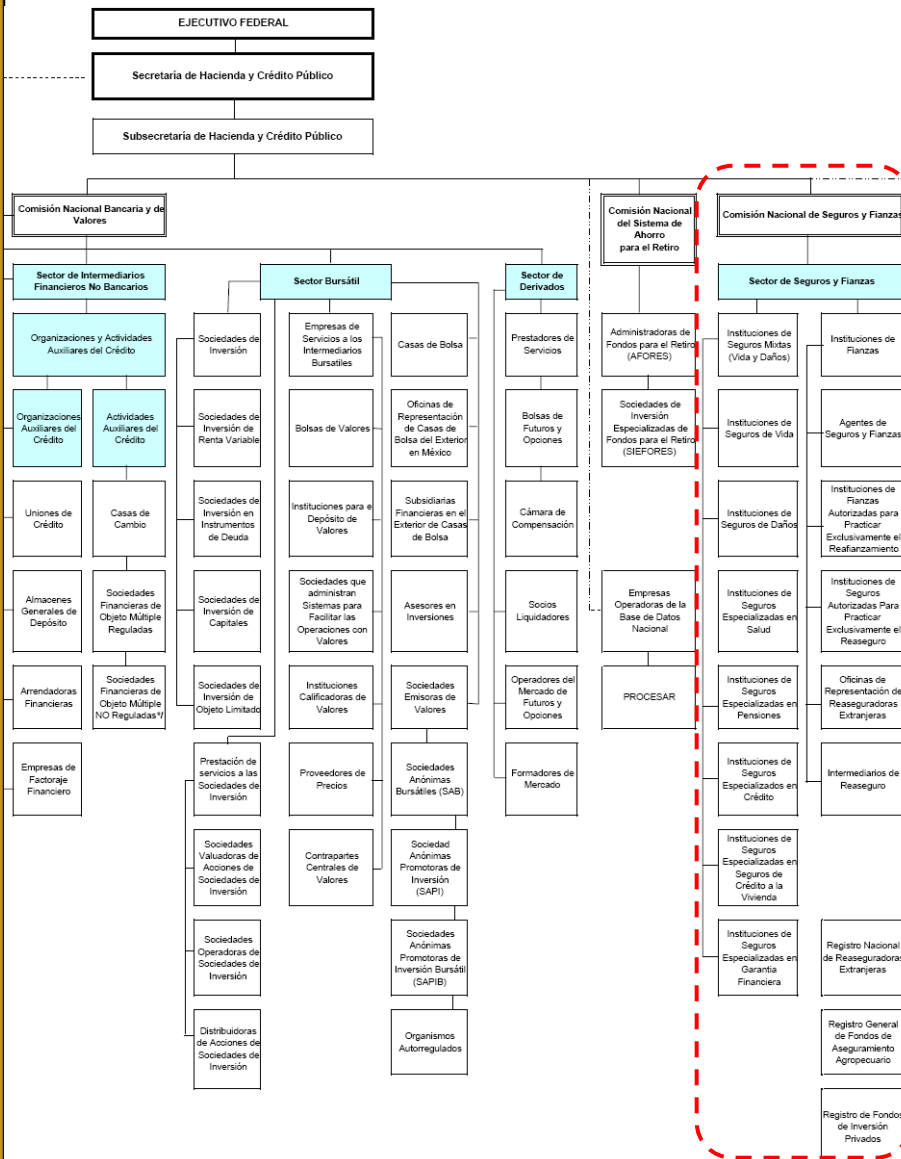 EJECUTIVO FEDERAL
Secretaría de Hacienda y Crédito Público
Subsecretaría de Hacienda y Crédito Público
Comisión Nacional Bancaria y de
Valores
Comisión Nacional
del Sistema de
Ahorro
para el Retiro
Comisión Nacional de Seguros y Fianzas
Sector de Intermediarios
Financieros No Bancarios
Sector Bursátil
Sector de
Derivados
Sector de Seguros y Fianzas
Organizaciones y Actividades
Auxiliares del Crédito
Sociedades de
Inversión
Empresas de
Servicios a los
Intermediarios
Bursatiles
Casas de Bolsa
Prestadores de
Servicios
Administradoras de
Fondos para el Retiro
(AFORES)
Instituciones de
Seguros Mixtas
(Vida y Daños)
Instituciones de
Fianzas
Organizaciones
Auxiliares del
Crédito
Actividades
Auxiliares del
Crédito
Sociedades de
Inversión de
Renta Variable
Bolsas de Valores
Oficinas de
Representación
de Casas de
Bolsa del Exterior
en México
Bolsas de
Futuros y
Opciones
Sociedades de
Inversión
Especializadas de
Fondos para el Retiro
(SIEFORES)
Instituciones de
Seguros de Vida
Agentes de
Seguros y Fianzas
Uniones de
Crédito
Casas de
Cambio
Sociedades de
Inversión en
Instrumentos
de Deuda
Instituciones para e
Depósito de
Valores
Subsidiarias
Financieras en el
Exterior de Casas
de Bolsa
Cámara de
Compensación
Instituciones de
Seguros de Daños
Instituciones de
Fianzas
Autorizadas para
Practicar
Exclusivamente el
Reafianzamiento
Almacenes
Generales de
Depósito
Sociedades
Financieras de
Objeto Múltiple
Reguladas
Sociedades de
Inversión de
Capitales
Sociedades que
administran
Sistemas para
Facilitar las
Operaciones con
Valores
Asesores en
Inversiones
Socios
Liquidadores
Empresas
Operadoras de la
Base de Datos
Nacional
Instituciones de
Seguros
Especializadas en
Salud
Instituciones de
Seguros
Autorizadas Para
Practicar
Exclusivamente el
Reaseguro
Arrendadoras
Financieras
Sociedades
Financieras de
Objeto Múltiple
NO Reguladas*/
Sociedades de
Inversión de
Objeto Limitado
Instituciones
Calificadoras de
Valores
Sociedades
Emisoras de
Valores
Operadores del
Mercado de
Futuros y
Opciones
PROCESAR
Instituciones de
Seguros
Especializadas en
Pensiones
Oficinas de
Representación de
Reaseguradoras
Extranjeras
Empresas de
Factoraje
Financiero
Prestación de
servicios a las
Sociedades de
Inversión
Proveedores de
Precios
Sociedades
Anónimas
Bursátiles (SAB)
Formadores de
Mercado
Instituciones de
Seguros
Especializados en
Crédito
Intermediarios de
Reaseguro
Sociedades
Valuadoras de
Acciones de
Sociedades de
Inversión
Contrapartes
Centrales de
Valores
Sociedad
Anónimas
Promotoras de
Inversión
(SAPI)
Instituciones de
Seguros
Especializadas en
Seguros de
Crédito a la
Vivienda
Sociedades
Operadoras de
Sociedades de
Inversión
Sociedades
Anónimas
Promotoras de
Inversión Bursátil
(SAPIB)
Instituciones de
Seguros
Especializadas en
Garantia
Financiera
Registro Nacional
de Reaseguradoras
Extranjeras
Distribuidoras
de Acciones de
Sociedades de
Inversión
Organismos
Autorregulados
Registro General
de Fondos de
Aseguramiento
Agropecuario
Registro de Fondos
de Inversión
Privados